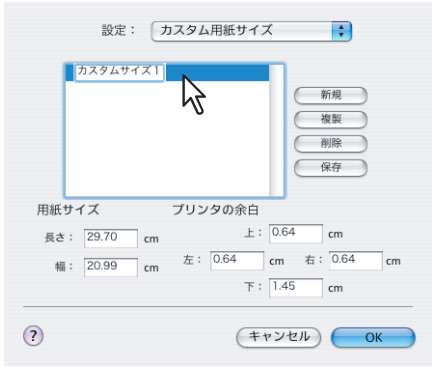 設定： カスタム用紙サイズ
カスタムサイズ1
新規
複製
削除
保存
用紙サイズ
プリンタの余白
長さ： 29.70 cm
幅： 20.99 cm
上： 0.64 cm
左： 0.64 cm 右： 0.64 cm
下： 1.45 cm
? キャンセル OK